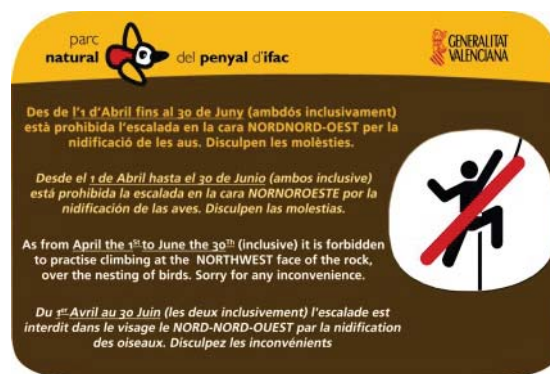 parc
natural del penyal d'ifac
GENERALITAT
VALENCIANA
Des de l'1 d'Abril fins al 30 de Juny (ambdós inclusivament)
està prohibida l'escalada en la cara NORDNORD-OEST per la
nidificació de les aus. Disculpen les molèsties.
Desde el 1 de Abril hasta el 30 de Junio (ambos inclusive)
está prohibida la escalada en la cara NORNOROESTE por la
nidificación de las aves. Disculpen las molestias.
As from April the 1st to June the 30Th (inclusive) it is forbidden
to practise climbing at the NORTHWEST face of the rock,
over the nesting of birds. Sorry for any inconvenience.
Du 1er Avril au 30 Juin (les deux inclusivement) l'escalade est
interdit dans le visage le NORD-NORD-OUEST par la nidification
des oiseaux. Disculpez les inconvénients